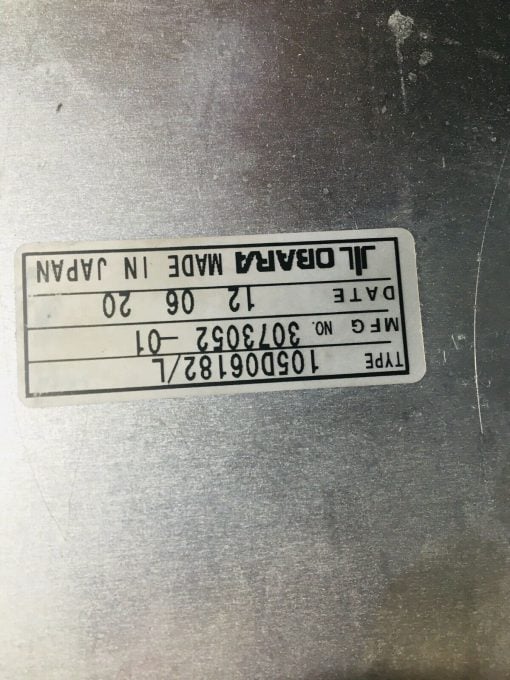 TYPE 105D06182/L
MFG NO. 3073052 -01
DATE 12 06 20
OBARA MADE IN JAPAN